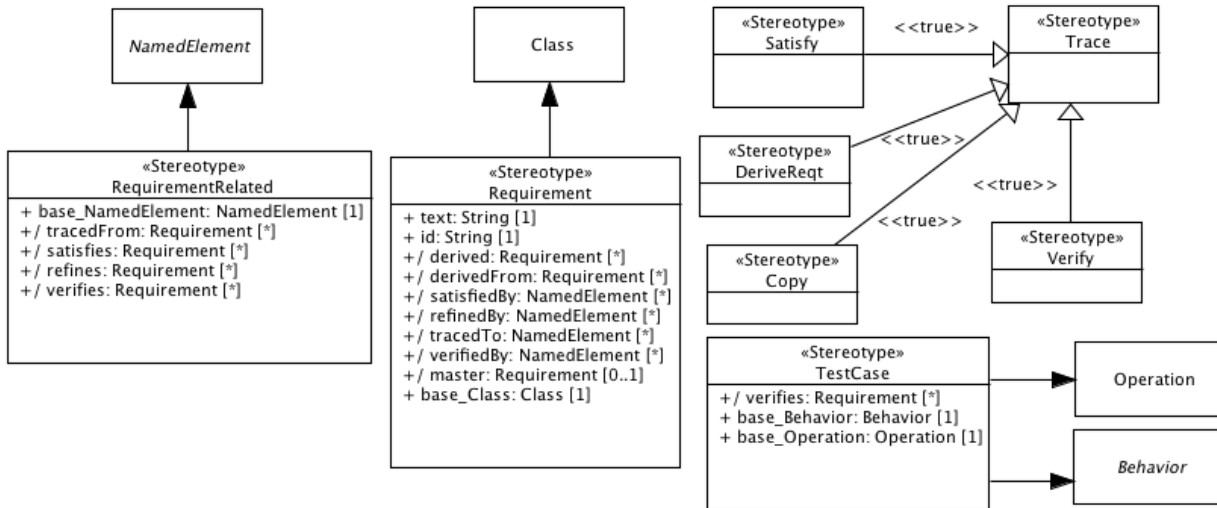 NamedElement
«Stereotype»
RequirementRelated
+ base_NamedElement: NamedElement [1]
+/ tracedFrom: Requirement [*]
+/ satisfies: Requirement [*]
+/ refines: Requirement [*]
+/ verifies: Requirement [*]
Class
«Stereotype»
Requirement
+ text: String [1]
+ id: String [1]
+/ derived: Requirement [*]
+/ derivedFrom: Requirement [*]
+/ satisfiedBy: NamedElement [*]
+/ refinedBy: NamedElement [*]
+/ tracedTo: NamedElement [*]
+/ verifiedBy: NamedElement [*]
+/ master: Requirement [0..1]
+ base_Class: Class [1]
«Stereotype»
Satisfy
<<true>>
«Stereotype»
Trace
«Stereotype»
DeriveReqt
<<true>>
<<true>>
<<true>>
«Stereotype»
Copy
«Stereotype»
Verify
«Stereotype»
TestCase
+/ verifies: Requirement [*]
+ base_Behavior: Behavior [1]
+ base_Operation: Operation [1]
Operation
Behavior